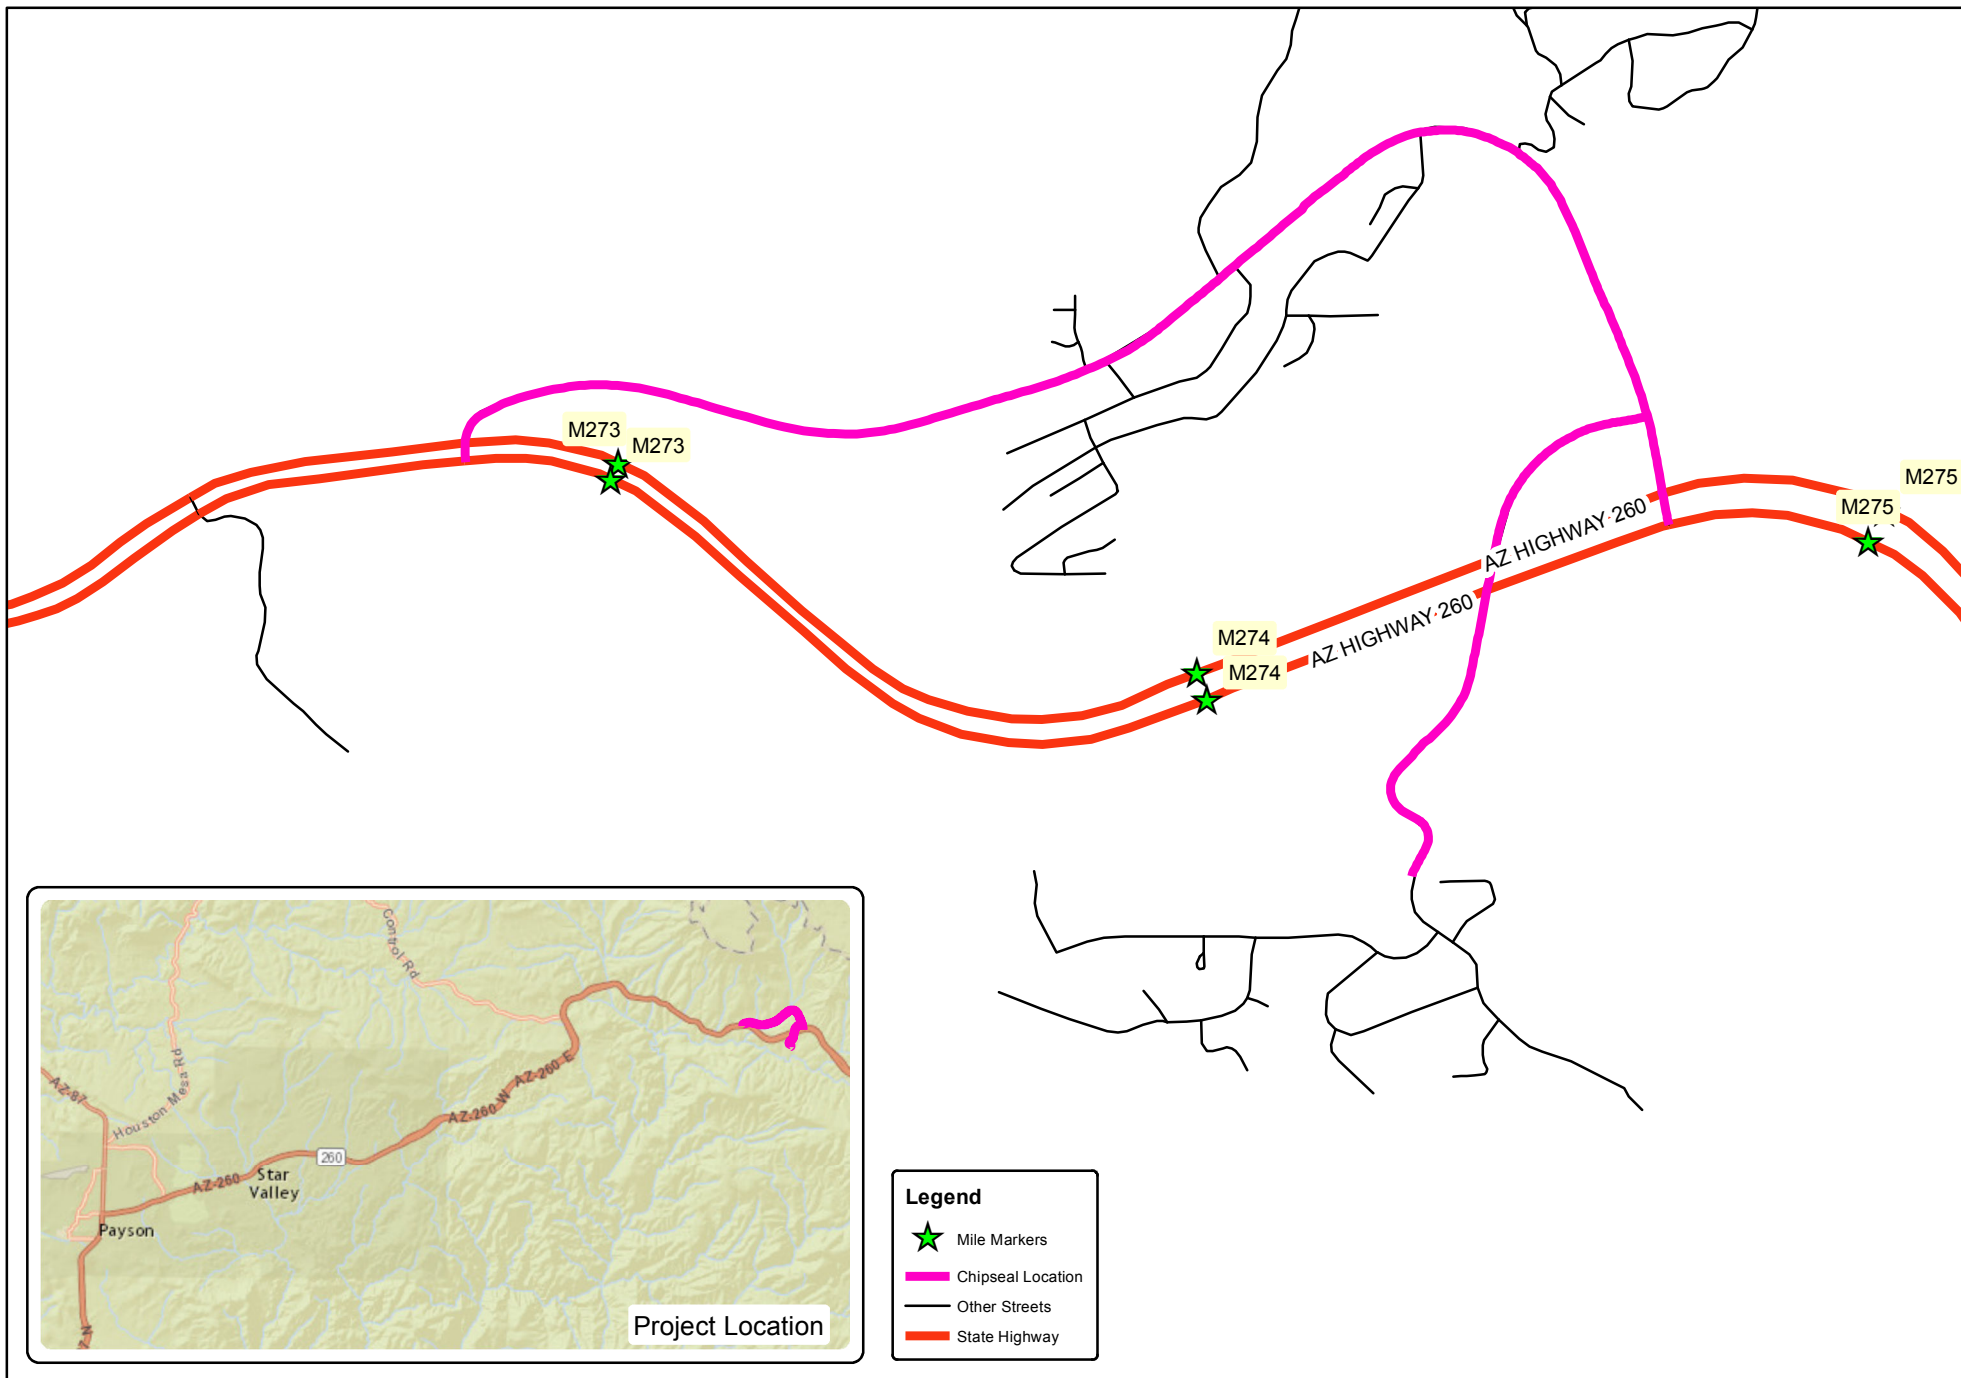 M273
M273
M275
M275
AZ HIGHWAY 260
AZ HIGHWAY 260
M274
M274
Control Rd
Houston Mesa Rd
AZ-87
AZ-260 E
AZ-260 W
260
AZ-260
Star
Valley
Payson
N
Project Location
Legend
Mile Markers
Chipseal Location
Other Streets
State Highway